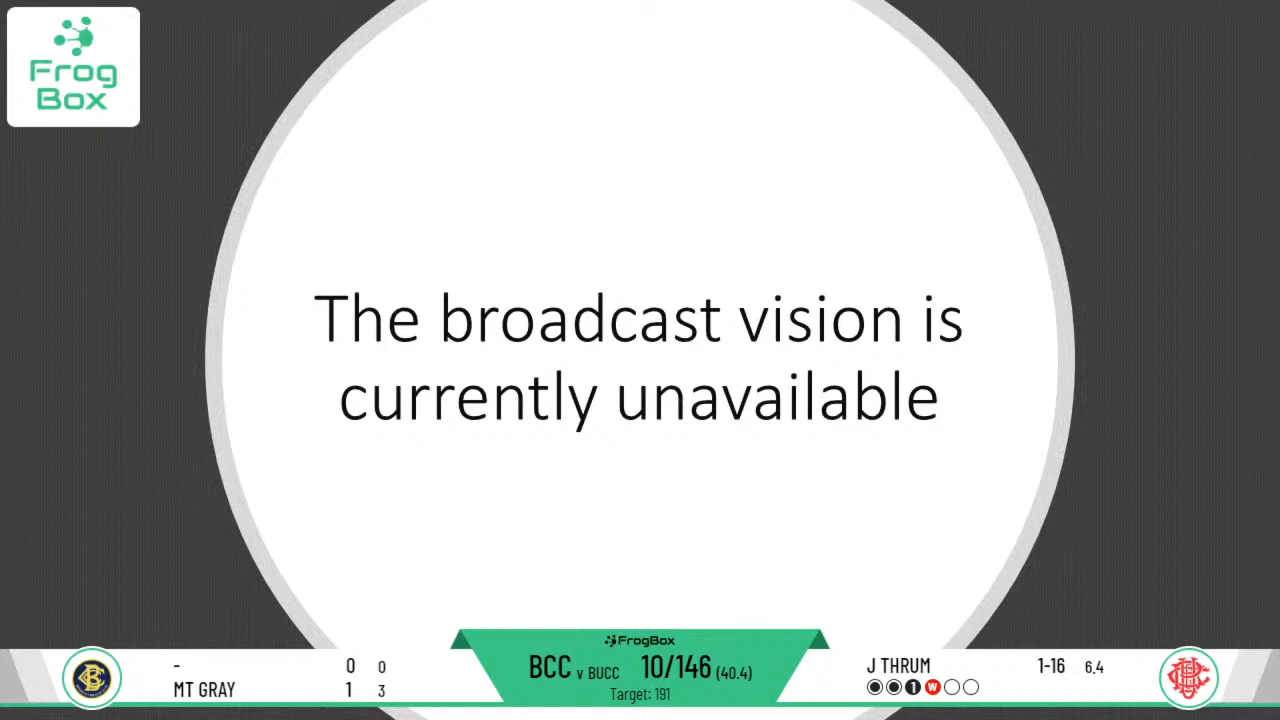 Frog
Box
The broadcast vision is
currently unavailable
FrogBox
- 0 0
MT GRAY 1 3
BCC v BUCC 10/146 (40.4)
Target: 191
J THRUM 1-16 6.4
1 W